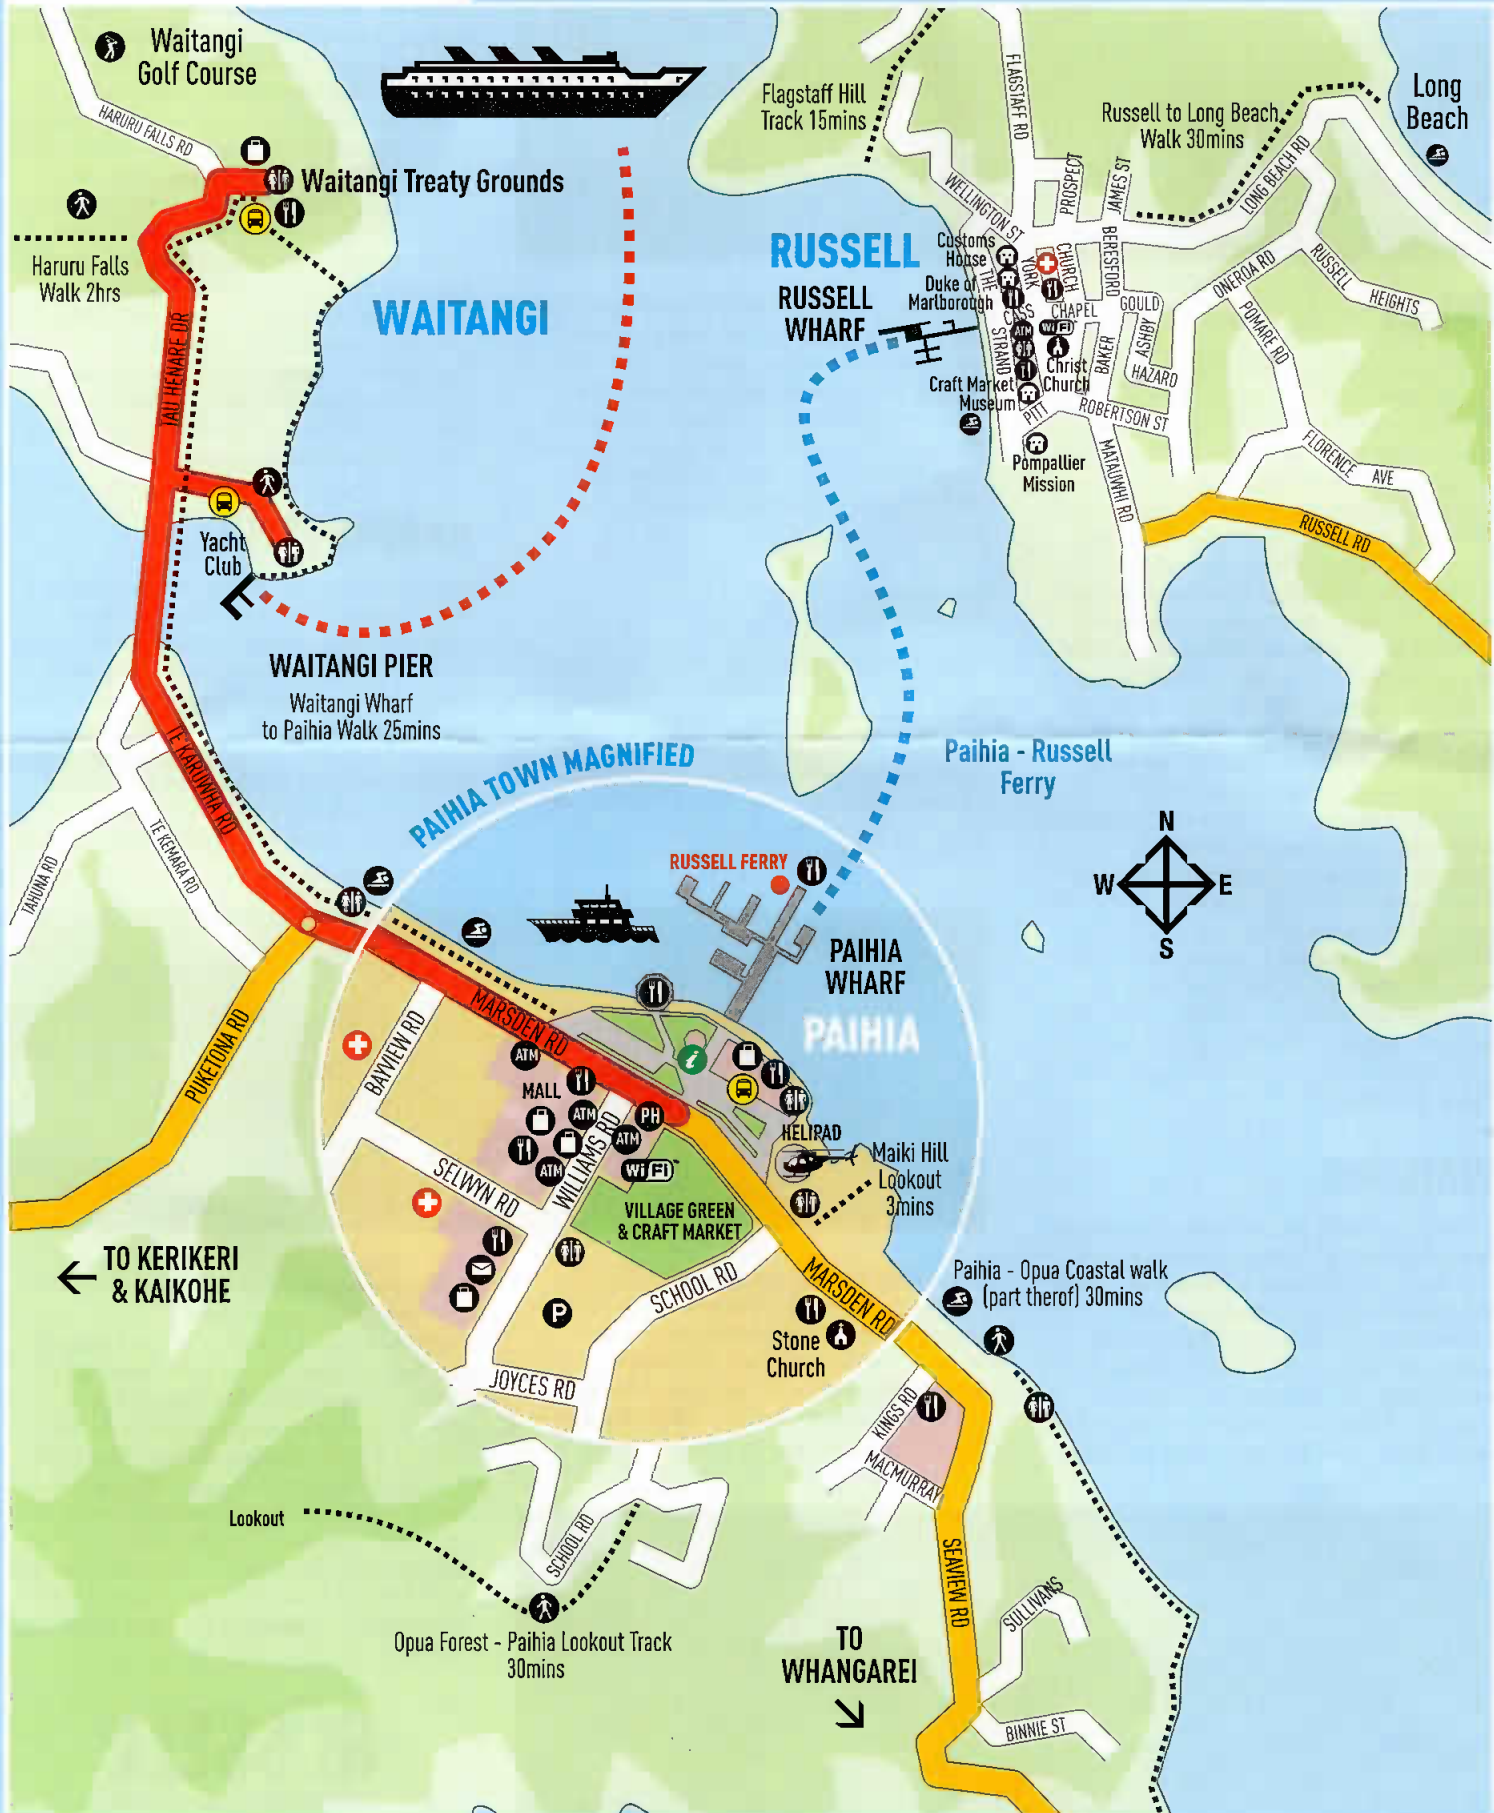 Waitangi
Golf Course
HARURU FALLS RD
Waitangi Treaty Grounds
Haruru Falls
Walk 2hrs
WAITANGI
TAU HENARE DR
Yacht
Club
WAITANGI PIER
Waitangi Wharf
to Paihia Walk 25mins
TE KARUWHA RD
TE KEMARA RD
TAHUNA RD
PUKETONA RD
Flagstaff Hill
Track 15mins
FLAGSTAFF RD
Russell to Long Beach
Walk 30mins
Long
Beach
LONG BEACH RD
WELLINGTON ST
PROSPECT
JAMES ST
RUSSELL
RUSSELL
WHARF
Customs
House
Duke of
Marlborough
THE
STRAND
YORK
CHURCH
BERESFORD
CASS
CHAPEL
GOULD
ATM
WiFi
Christ
Church
BAKER
ASHBY
HAZARD
Craft Market
Museum
PITT
ROBERTSON ST
Pompallier
Mission
MATAUWHI RD
ONEROA RD
RUSSELL HEIGHTS
POMARE RD
FLORENCE AVE
RUSSELL RD
Paihia - Russell
Ferry
N
W
E
S
PAIHIA TOWN MAGNIFIED
RUSSELL FERRY
PAIHIA
WHARF
PAIHIA
MARSDEN RD
BAYVIEW RD
ATM
MALL
ATM
PH
ATM
ATM
WiFi
WILLIAMS RD
i
HELIPAD
Maiki Hill
Lookout
3mins
SELWYN RD
VILLAGE GREEN
& CRAFT MARKET
SCHOOL RD
MARSDEN RD
P
Stone
Church
JOYCES RD
TO KERIKERI
& KAIKOHE
Paihia - Opua Coastal walk
(part therof) 30mins
KINGS RD
MACMURRAY
SEAVIEW RD
SULLIVANS
BINNIE ST
Lookout
SCHOOL RD
Opua Forest - Paihia Lookout Track
30mins
TO
WHANGAREI